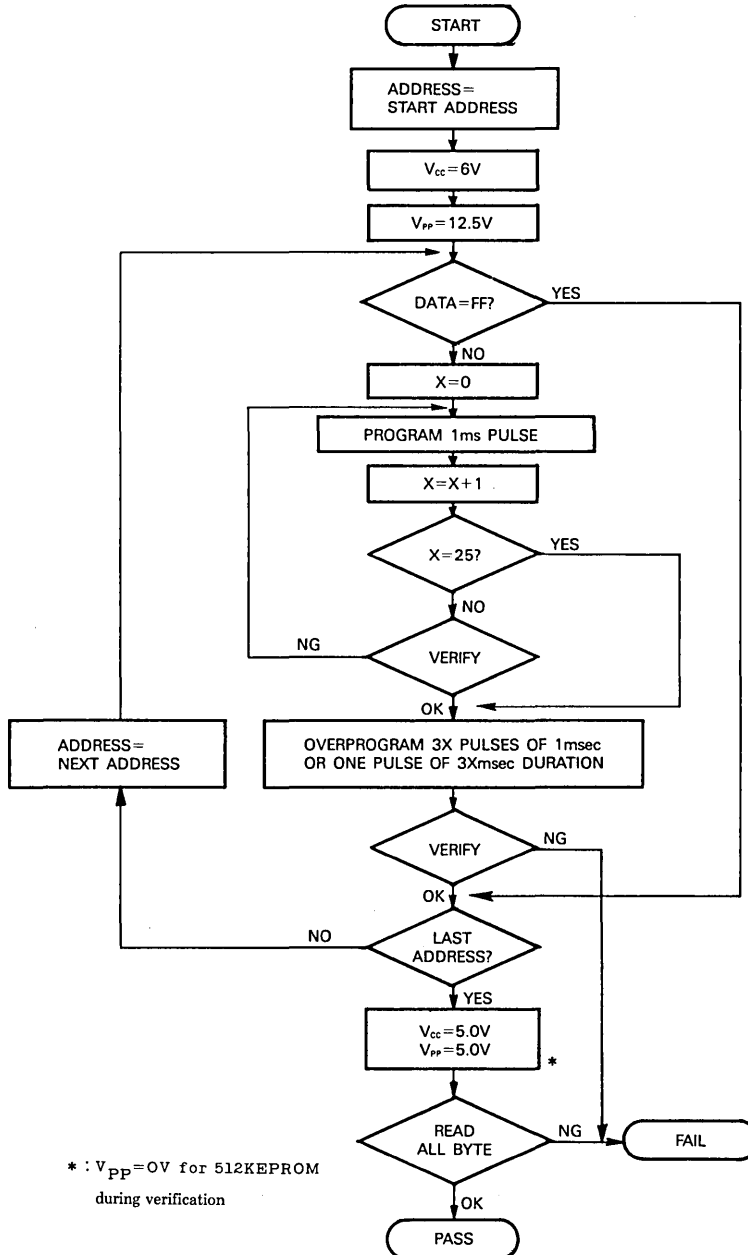 START
ADDRESS=
START ADDRESS
Vcc=6V
VPP=12.5V
DATA=FF?
YES
NO
X=0
PROGRAM 1ms PULSE
X=X+1
X=25?
YES
NO
NG
VERIFY
OK
ADDRESS=
NEXT ADDRESS
OVERPROGRAM 3X PULSES OF 1msec
OR ONE PULSE OF 3Xmsec DURATION
VERIFY
NG
OK
NO
LAST
ADDRESS?
YES
Vcc=5.0V
VPP=5.0V
*
READ
ALL BYTE
NG
FAIL
* : VPP=0V for 512KEPROM
during verification
OK
PASS